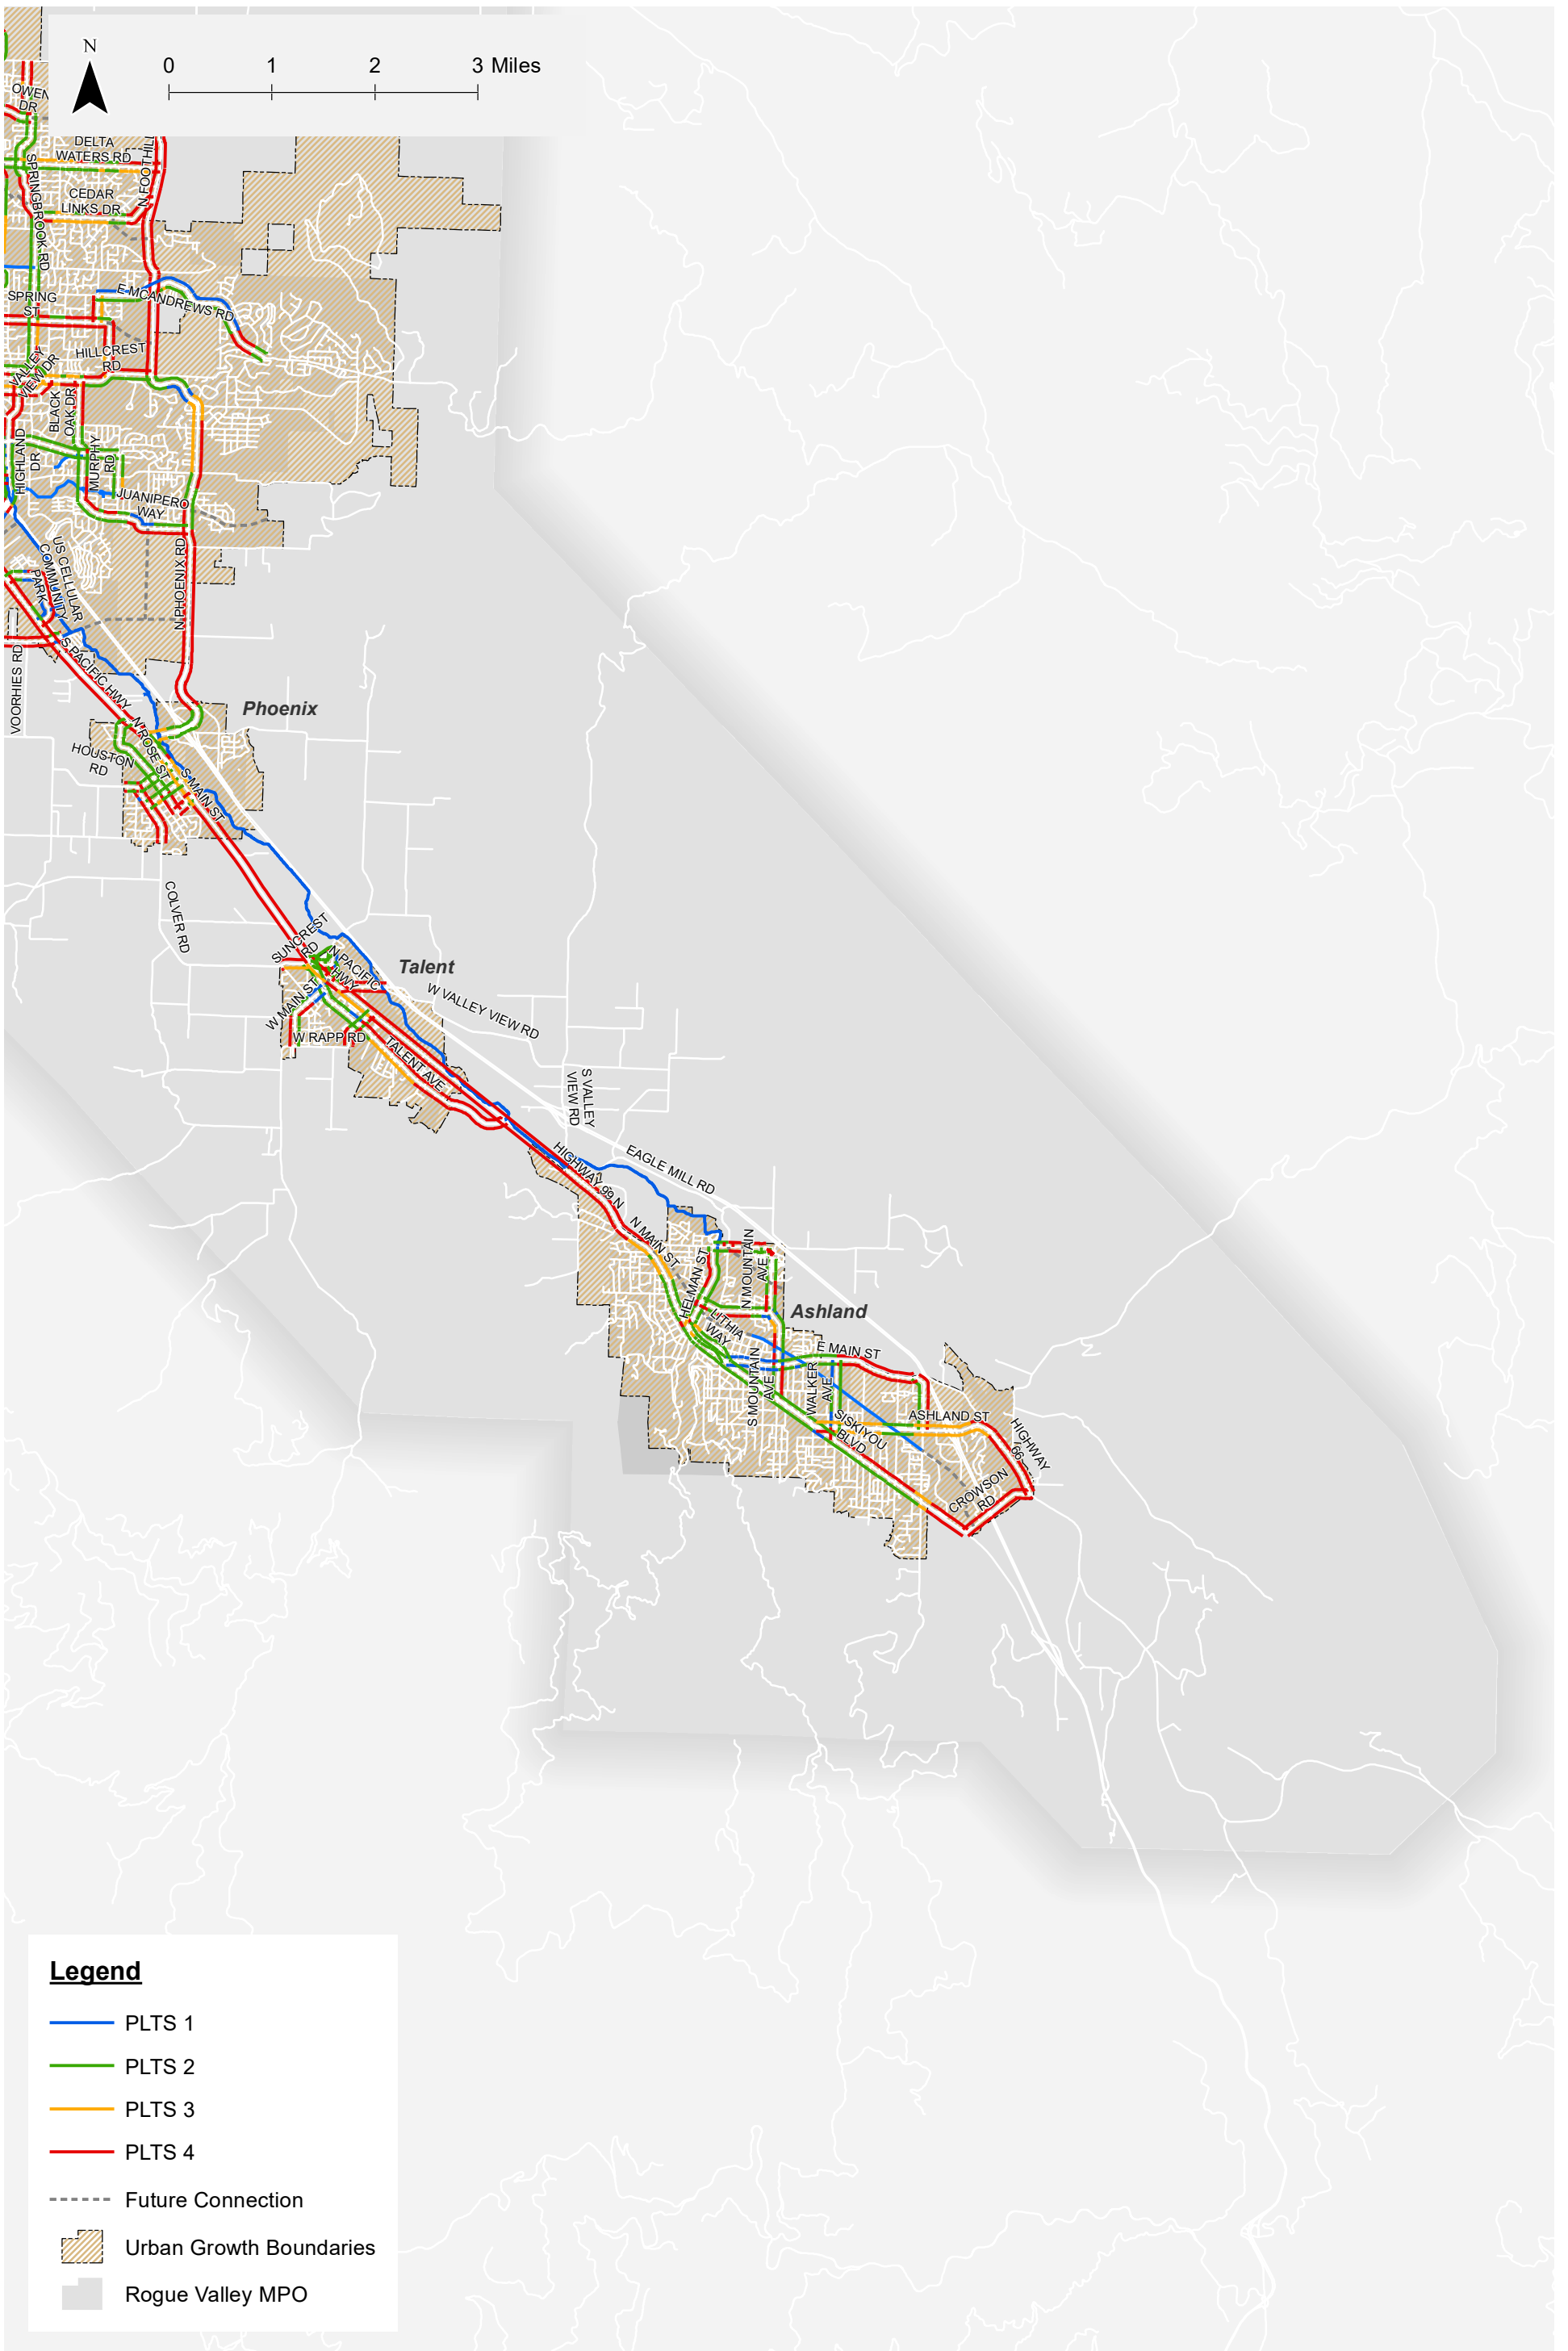 N
0 1 2 3 Miles
OWEN
DR
DELTA
WATERS RD
N FOOTHILL
SPRINGBROOK RD
CEDAR
LINKS DR
E MCANDREWS RD
SPRING
ST
HILLCREST
RD
VALLEY
VIEW DR
BLACK
OAK DR
HIGHLAND
DR
MURPHY
RD
JUANIPERO
WAY
US CELLULAR
COMMUNITY
PARK
N PHOENIX RD
S PACIFIC HWY
VOORHIES RD
Phoenix
N ROSE ST
HOUSTON
RD
S MAIN ST
COLVER RD
SUNCREST
RD
N PACIFIC
HWY
Talent
W MAIN ST
W VALLEY VIEW RD
W RAPP RD
TALENT AVE
S VALLEY
VIEW RD
HIGHWAY 99 N
EAGLE MILL RD
N MAIN ST
N MOUNTAIN
AVE
HELMAN ST
Ashland
LITHIA
WAY
E MAIN ST
S MOUNTAIN
AVE
WALKER
AVE
SISKIYOU
BLVD
ASHLAND ST
HIGHWAY
66
CROWSON
RD
Legend
PLTS 1
PLTS 2
PLTS 3
PLTS 4
Future Connection
Urban Growth Boundaries
Rogue Valley MPO